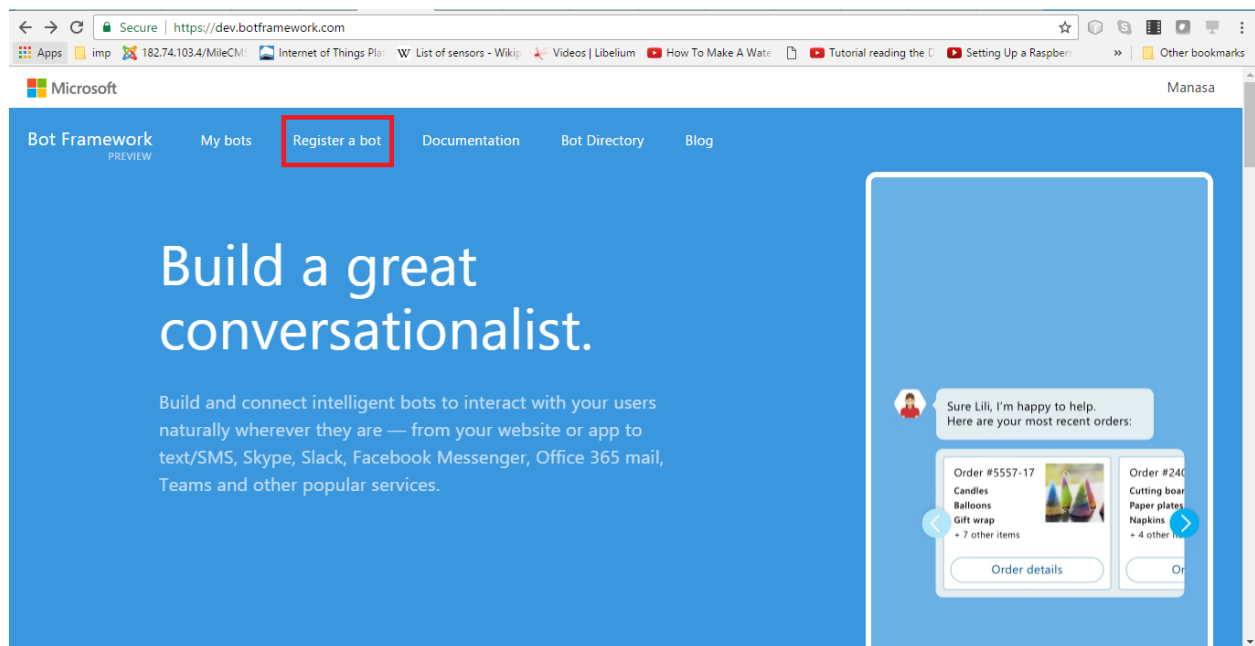 Secure | https://dev.botframework.com
Apps imp 182.74.103.4/MileCMS Internet of Things Pla List of sensors - Wikip Videos | Libelium How To Make A Wate Tutorial reading the D Setting Up a Raspberr » Other bookmarks
Microsoft Manasa
Bot Framework My bots Register a bot Documentation Bot Directory Blog
PREVIEW
Build a great
conversationalist.
Build and connect intelligent bots to interact with your users
naturally wherever they are — from your website or app to
text/SMS, Skype, Slack, Facebook Messenger, Office 365 mail,
Teams and other popular services.
Sure Lili, I'm happy to help.
Here are your most recent orders:
Order #5557-17
Candles
Balloons
Gift wrap
+ 7 other items
Order details
Order #240
Cutting boar
Paper plates
Napkins
+ 4 other
Or